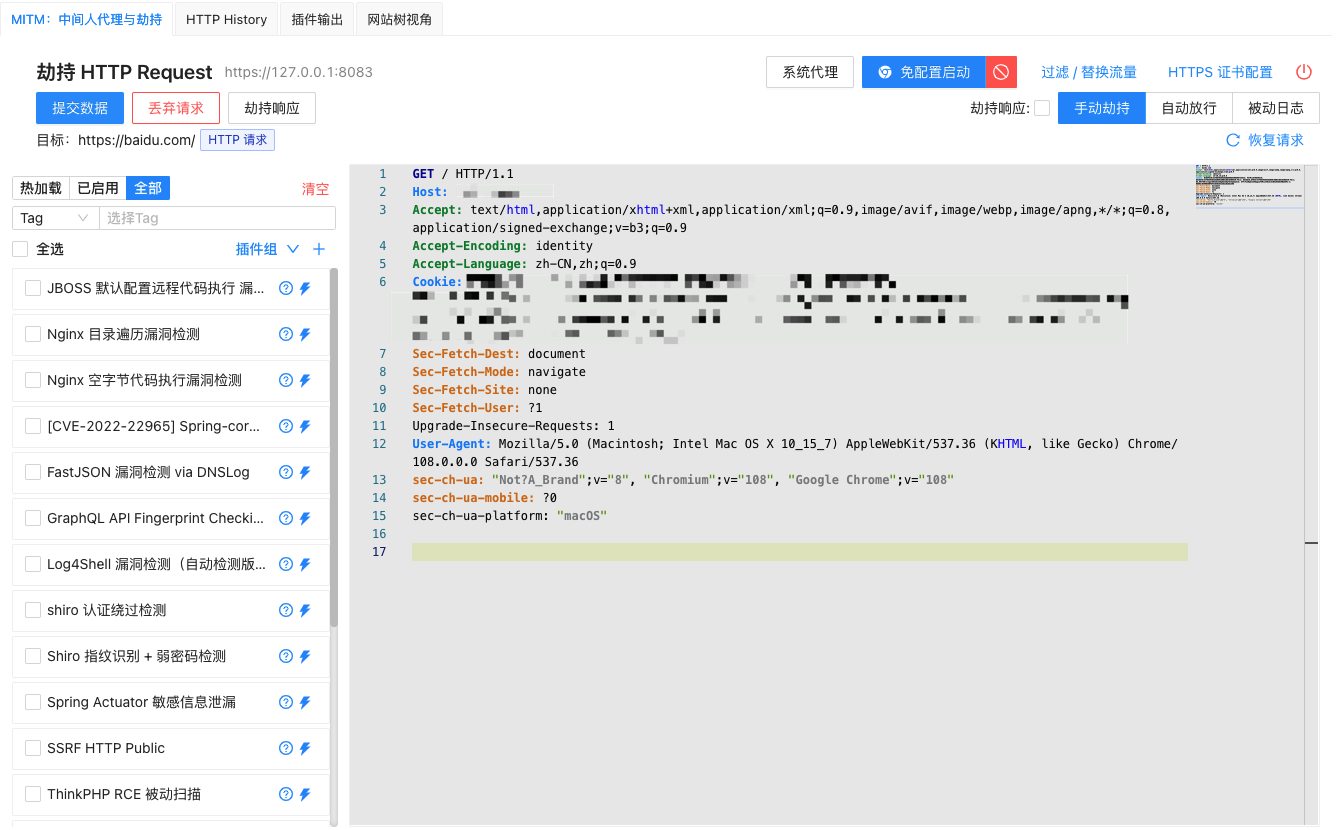 MITM：中间人代理与劫持 HTTP History 插件输出 网站树视角
劫持 HTTP Request https://127.0.0.1:8083
系统代理 免配置启动 过滤 / 替换流量 HTTPS 证书配置
提交数据 丢弃请求 劫持响应
劫持响应: 手动劫持 自动放行 被动日志
目标：https://baidu.com/ HTTP 请求
恢复请求
热加载 已启用 全部 清空
Tag 选择Tag
全选 插件组
JBOSS 默认配置远程代码执行 漏...
Nginx 目录遍历漏洞检测
Nginx 空字节代码执行漏洞检测
[CVE-2022-22965] Spring-cor...
FastJSON 漏洞检测 via DNSLog
GraphQL API Fingerprint Checki...
Log4Shell 漏洞检测（自动检测版...
shiro 认证绕过检测
Shiro 指纹识别 + 弱密码检测
Spring Actuator 敏感信息泄漏
SSRF HTTP Public
ThinkPHP RCE 被动扫描
1 GET / HTTP/1.1
2 Host:
3 Accept: text/html,application/xhtml+xml,application/xml;q=0.9,image/avif,image/webp,image/apng,*/*;q=0.8,
application/signed-exchange;v=b3;q=0.9
4 Accept-Encoding: identity
5 Accept-Language: zh-CN,zh;q=0.9
6 Cookie:
7 Sec-Fetch-Dest: document
8 Sec-Fetch-Mode: navigate
9 Sec-Fetch-Site: none
10 Sec-Fetch-User: ?1
11 Upgrade-Insecure-Requests: 1
12 User-Agent: Mozilla/5.0 (Macintosh; Intel Mac OS X 10_15_7) AppleWebKit/537.36 (KHTML, like Gecko) Chrome/
108.0.0.0 Safari/537.36
13 sec-ch-ua: "Not?A_Brand";v="8", "Chromium";v="108", "Google Chrome";v="108"
14 sec-ch-ua-mobile: ?0
15 sec-ch-ua-platform: "macOS"
16
17